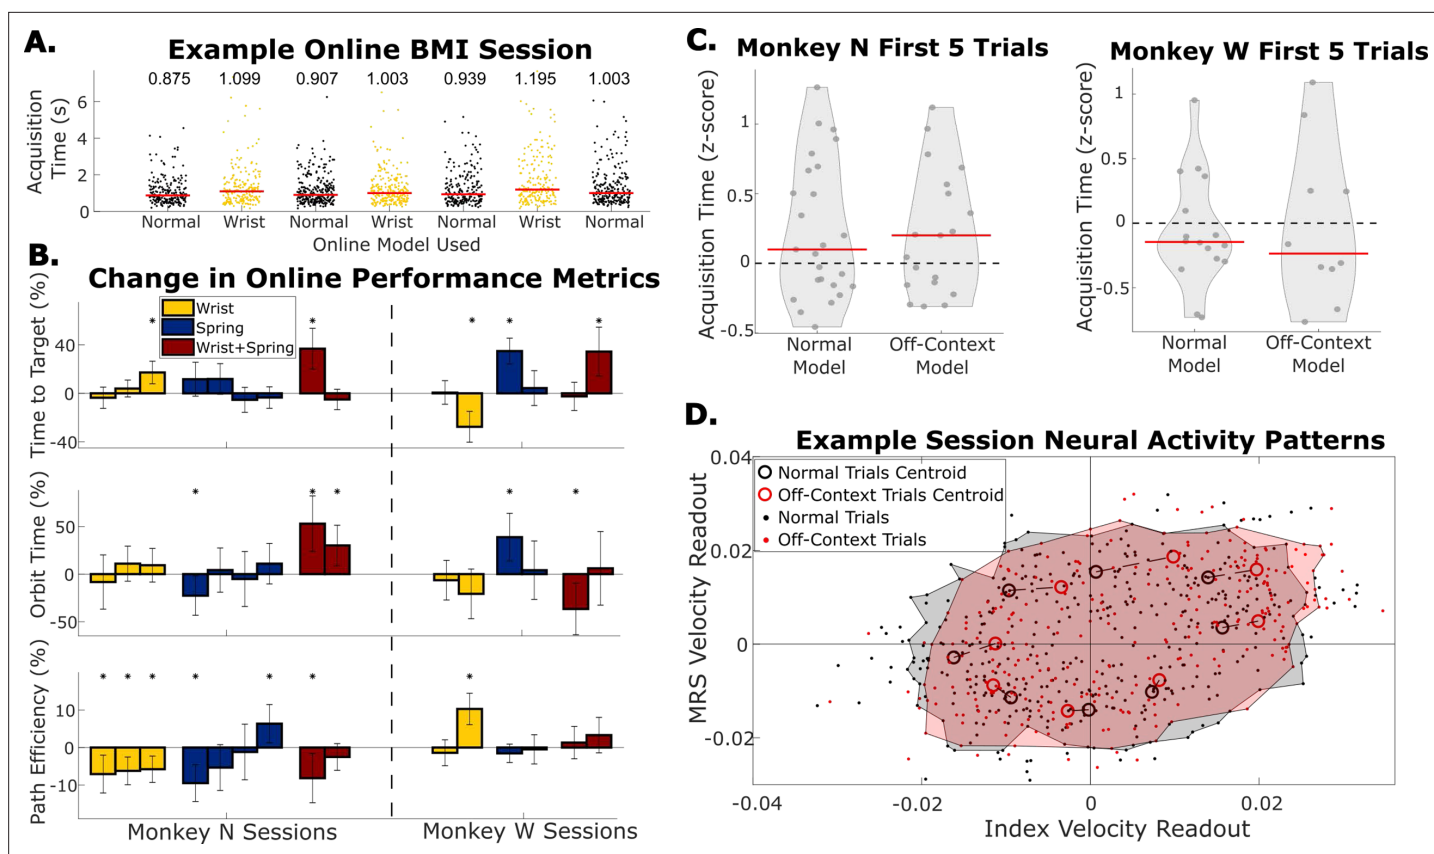 A.
Example Online BMI Session
0.875 1.099 0.907 1.003 0.939 1.195 1.003
Acquisition
Time (s)
6
4
2
0
Normal Wrist Normal Wrist Normal Wrist Normal
Online Model Used
B.
Change in Online Performance Metrics
Wrist
Spring
Wrist+Spring
Time to Target (%)
40
0
-40
* * * * *
Orbit Time (%)
50
0
-50
* * * * *
Path Efficiency (%)
10
0
-10
* * * * * * *
Monkey N Sessions
Monkey W Sessions
C.
Monkey N First 5 Trials
Acquisition Time (z-score)
1
0.5
0
-0.5
Normal
Model
Off-Context
Model
Monkey W First 5 Trials
Acquisition Time (z-score)
1
0.5
0
-0.5
Normal
Model
Off-Context
Model
D.
Example Session Neural Activity Patterns
Normal Trials Centroid
Off-Context Trials Centroid
Normal Trials
Off-Context Trials
MRS Velocity Readout
0.04
0.02
0
-0.02
-0.04 -0.02 0 0.02
Index Velocity Readout